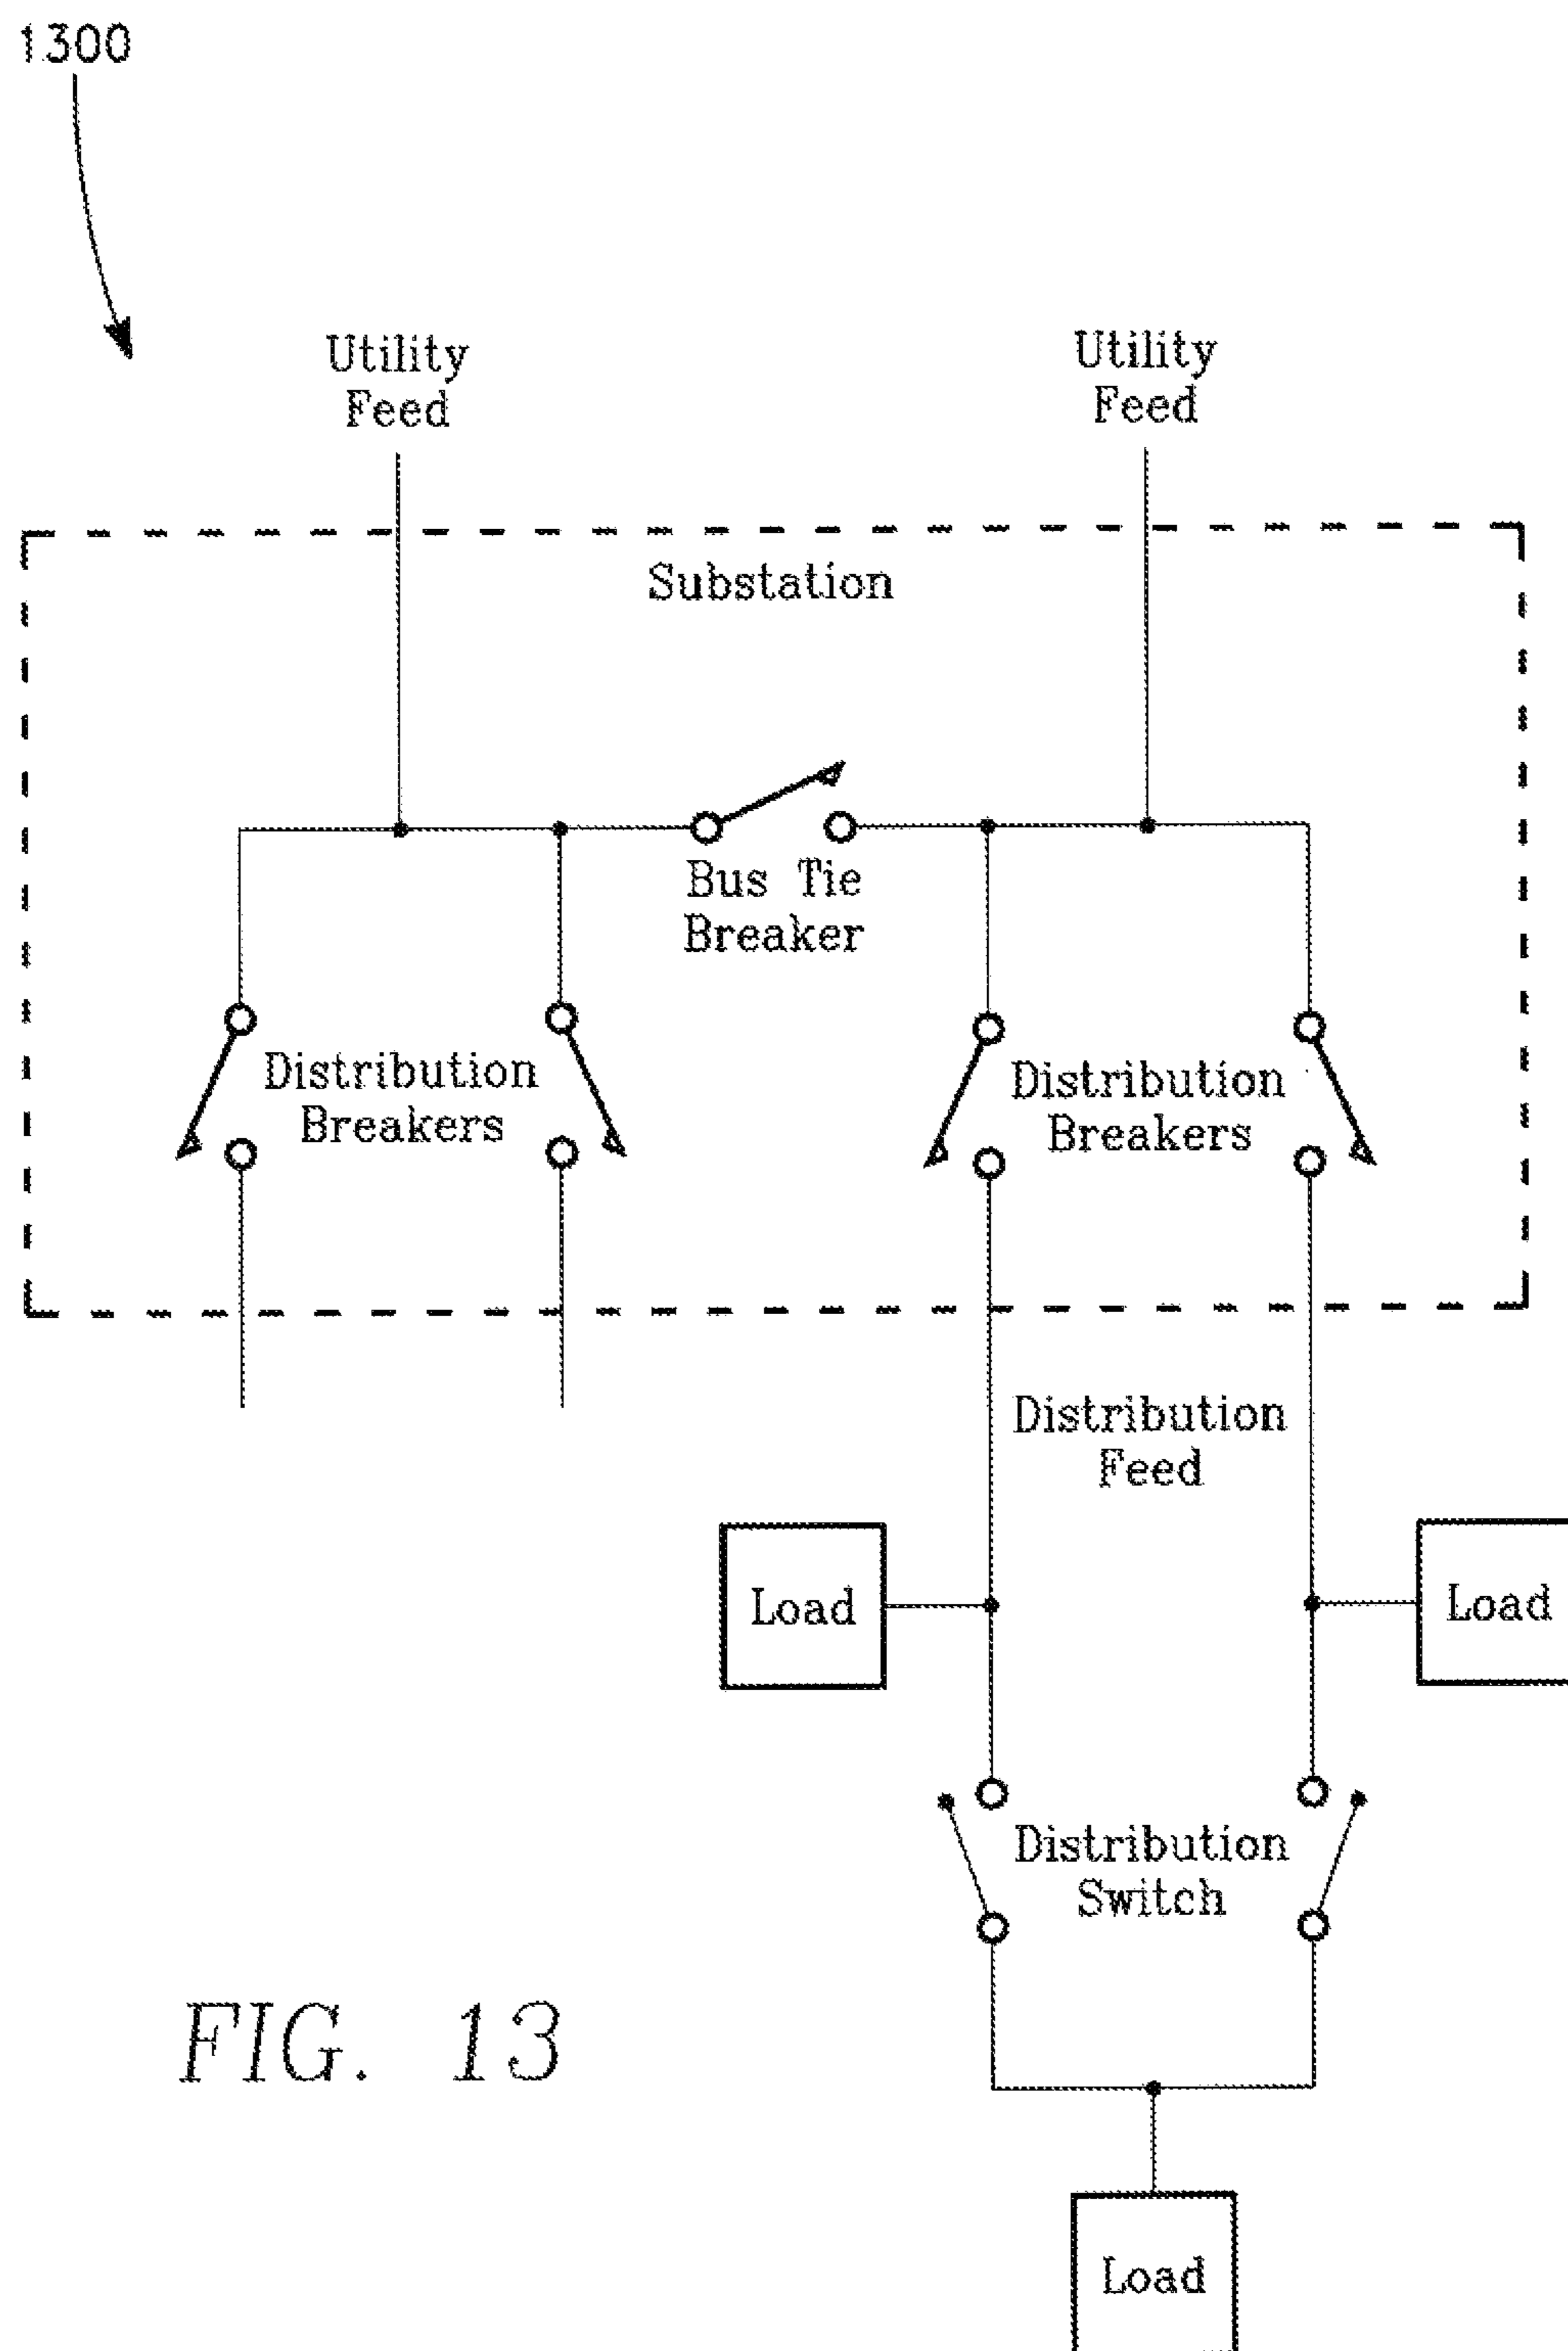 1300
Utility
Feed
Utility
Feed
Substation
Bus Tie
Breaker
Distribution
Breakers
Distribution
Breakers
Distribution
Feed
Load
Load
Distribution
Switch
FIG. 13
Load